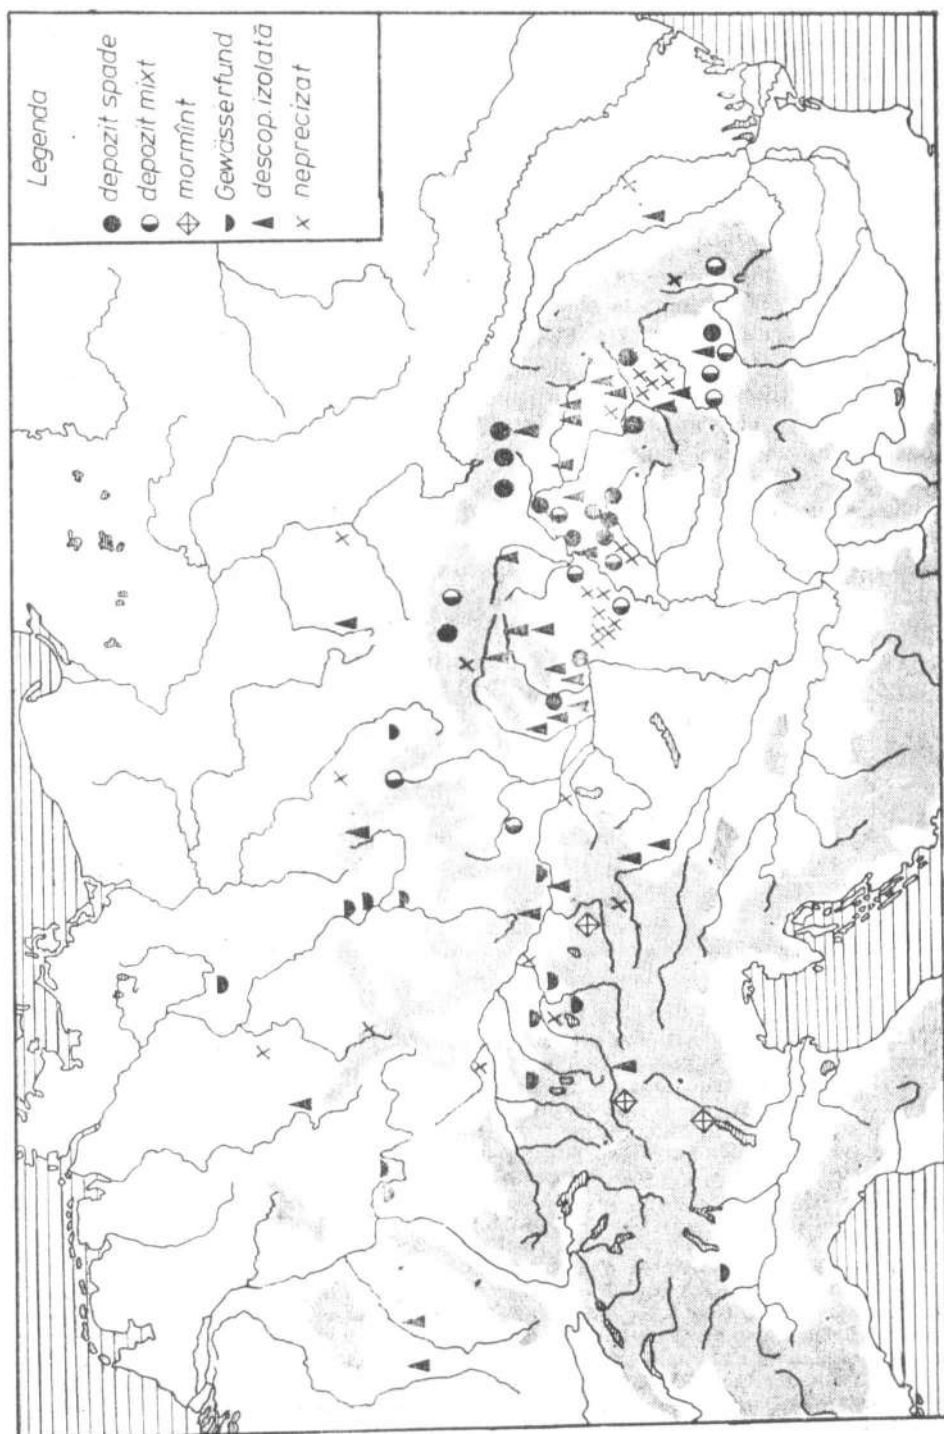 Legenda
depozit spade
depozit mixt
mormînt
Gewässerfund
descop. izolată
neprecizat